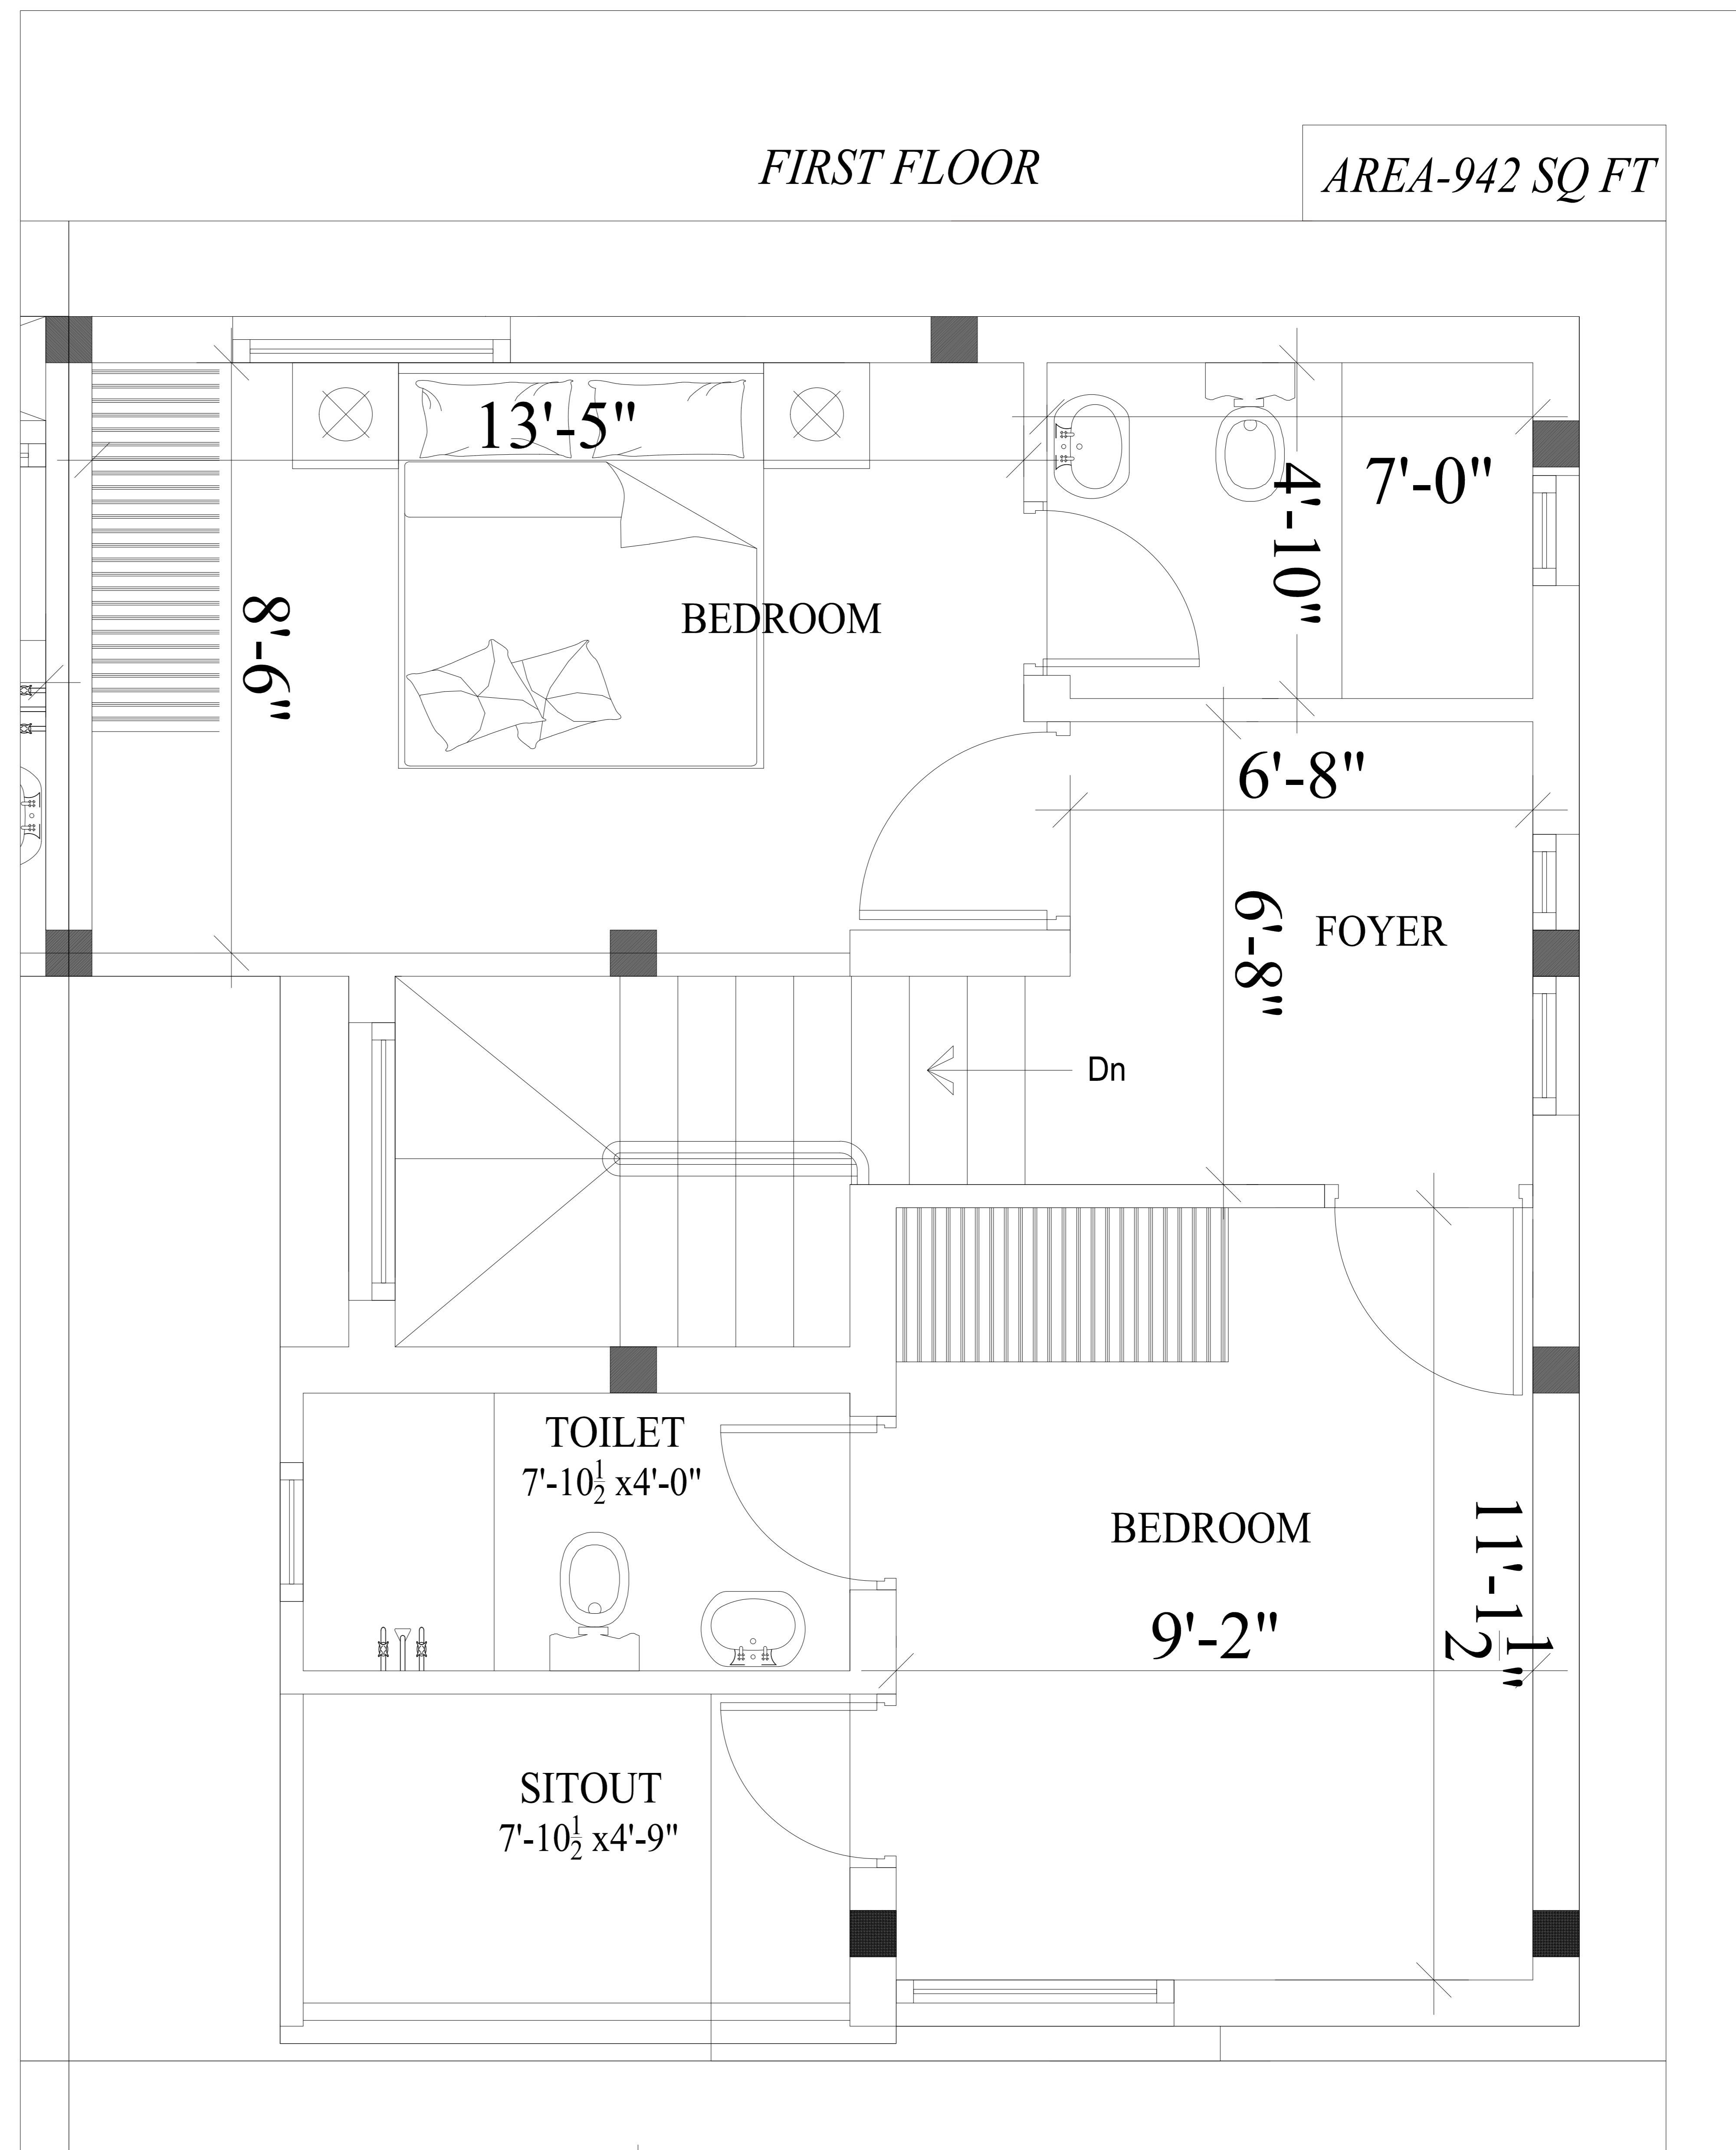 FIRST FLOOR
AREA-942 SQ FT
13'-5"
7'-0"
4'-10"
8'-6"
BEDROOM
6'-8"
6'-8"
FOYER
Dn
TOILET
7'-10½ x4'-0"
BEDROOM
11'-1½"
9'-2"
SITOUT
7'-10½ x4'-9"